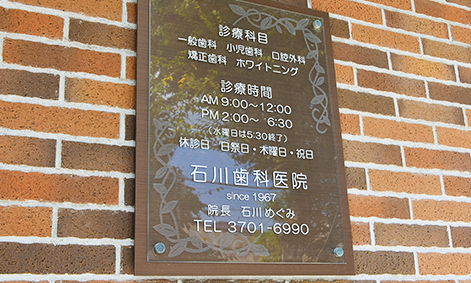 診療科目
一般歯科 小児歯科 口腔外科
矯正歯科 ホワイトニング
診療時間
AM 9:00～12:00
PM 2:00～ 6:30
(水曜日は5:30終了)
休診日 日祭日・木曜日・祝日
石川歯科医院
since 1967
院長 石川めぐみ
TEL 3701-6990